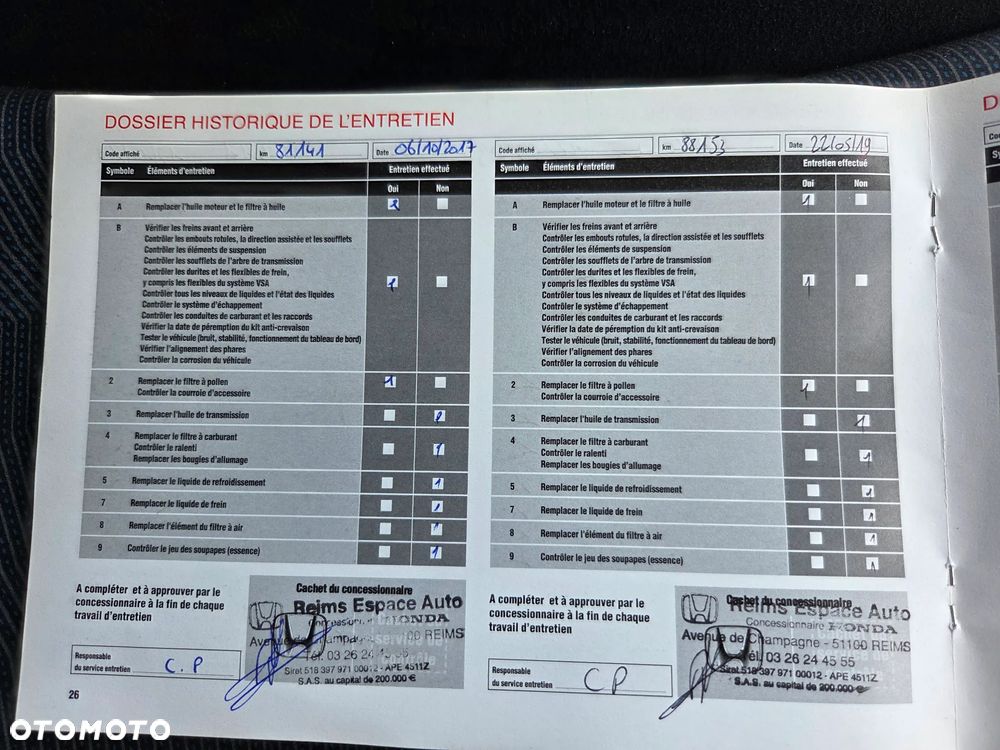 DOSSIER HISTORIQUE DE L'ENTRETIEN
D
Code affiché km 81141 Date 06/10/2017
Symbole Éléments d'entretien Entretien effectué
Oui Non
A Remplacer l'huile moteur et le filtre à huile
B Vérifier les freins avant et arrière
Contrôler les embouts rotules, la direction assistée et les soufflets
Contrôler les éléments de suspension
Contrôler les soufflets de l'arbre de transmission
Contrôler les durites et les flexibles de frein,
y compris les flexibles du système VSA
Contrôler tous les niveaux de liquides et l'état des liquides
Contrôler le système d'échappement
Contrôler les conduites de carburant et les raccords
Vérifier la date de péremption du kit anti-crevaison
Tester le véhicule (bruit, stabilité, fonctionnement du tableau de bord)
Vérifier l'alignement des phares
Contrôler la corrosion du véhicule
2 Remplacer le filtre à pollen
Contrôler la courroie d'accessoire
3 Remplacer l'huile de transmission
4 Remplacer le filtre à carburant
Contrôler le ralenti
Remplacer les bougies d'allumage
5 Remplacer le liquide de refroidissement
7 Remplacer le liquide de frein
8 Remplacer l'élément du filtre à air
9 Contrôler le jeu des soupapes (essence)
A compléter et à approuver par le
concessionnaire à la fin de chaque
travail d'entretien
Cachet du concessionnaire
Reims Espace Auto
HONDA
REIMS
Tél. 03 26 24
Siret 518 397 971 00012 - APE 4511Z
S.A.S. au capital de 200.000 €
Responsable
du service entretien C.P
26
Code affiché km 88153 Date 22/05/19
Symbole Éléments d'entretien Entretien effectué
Oui Non
A Remplacer l'huile moteur et le filtre à huile
B Vérifier les freins avant et arrière
Contrôler les embouts rotules, la direction assistée et les soufflets
Contrôler les éléments de suspension
Contrôler les soufflets de l'arbre de transmission
Contrôler les durites et les flexibles de frein,
y compris les flexibles du système VSA
Contrôler tous les niveaux de liquides et l'état des liquides
Contrôler le système d'échappement
Contrôler les conduites de carburant et les raccords
Vérifier la date de péremption du kit anti-crevaison
Tester le véhicule (bruit, stabilité, fonctionnement du tableau de bord)
Vérifier l'alignement des phares
Contrôler la corrosion du véhicule
2 Remplacer le filtre à pollen
Contrôler la courroie d'accessoire
3 Remplacer l'huile de transmission
4 Remplacer le filtre à carburant
Contrôler le ralenti
Remplacer les bougies d'allumage
5 Remplacer le liquide de refroidissement
7 Remplacer le liquide de frein
8 Remplacer l'élément du filtre à air
9 Contrôler le jeu des soupapes (essence)
A compléter et à approuver par le
concessionnaire à la fin de chaque
travail d'entretien
Cachet du concessionnaire
Reims Espace Auto
Concessionnaire HONDA
Avenue de Champagne - 51100 REIMS
Tél. 03 26 24 45 55
Siret 518 397 971 00012 - APE 4511Z
S.A.S. au capital de 200.000 €
Responsable
du service entretien CP
OTOMOTO